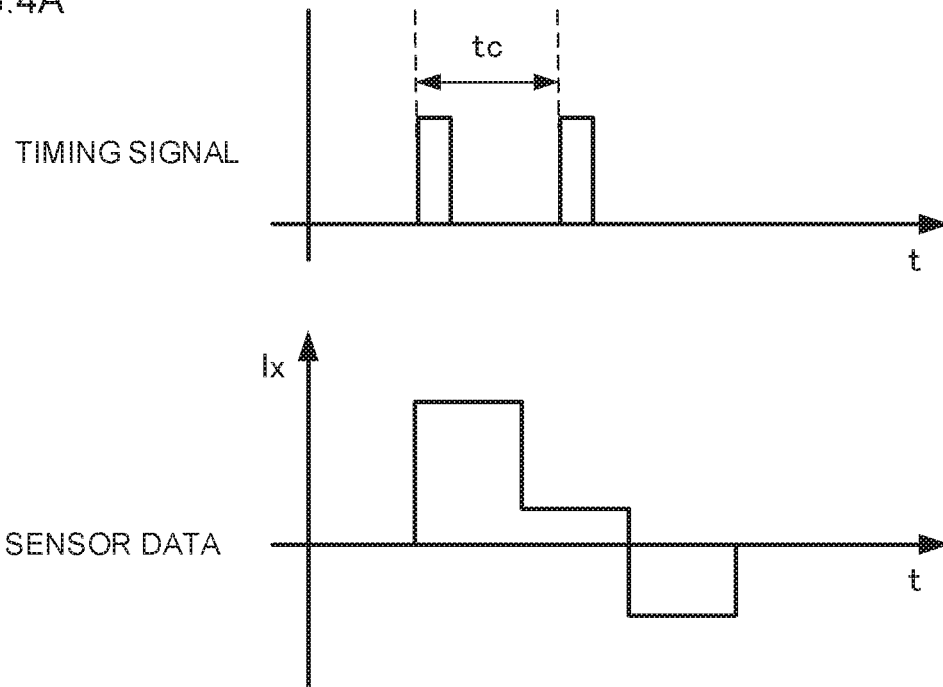 .4A
tc
TIMING SIGNAL
t
Ix
SENSOR DATA
t